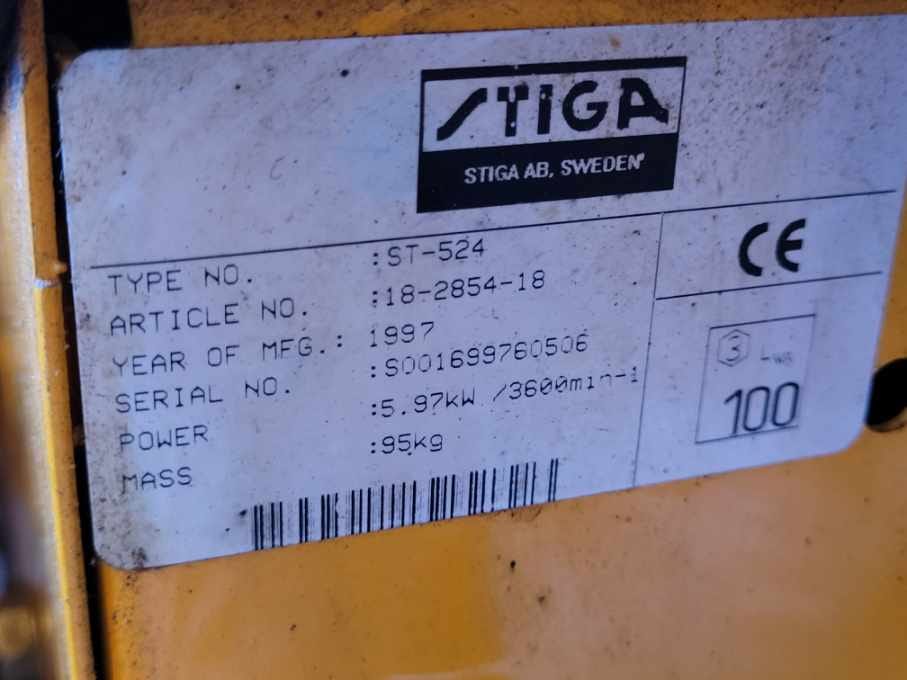 STIGA
STIGA AB, SWEDEN
TYPE NO. :ST-524
ARTICLE NO. :18-2854-18
YEAR OF MFG.: 1997
SERIAL NO. :S001699760506
POWER :5.97kW /3600min-1
MASS :95kg
CE
LWA
100